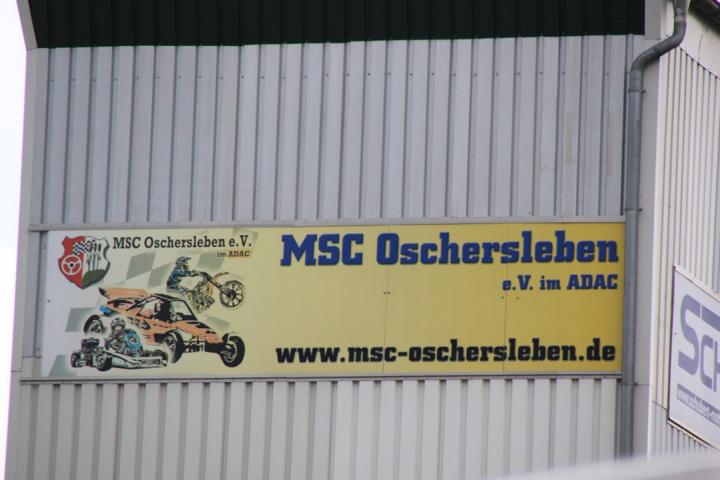 MSC Oschersleben e.V.
im ADAC
MSC Oschersleben
e.V. im ADAC
www.msc-oschersleben.de